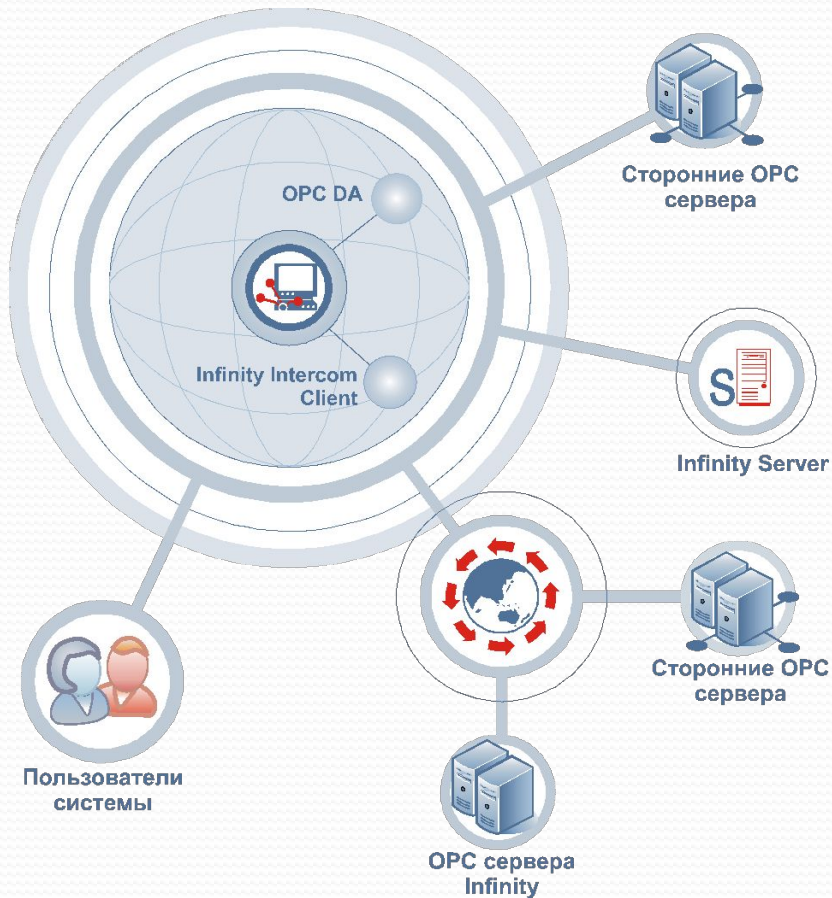 Сторонние OPC
сервера
OPC DA
Infinity Intercom
Client
S
Infinity Server
Сторонние OPC
сервера
Пользователи
системы
OPC сервера
Infinity